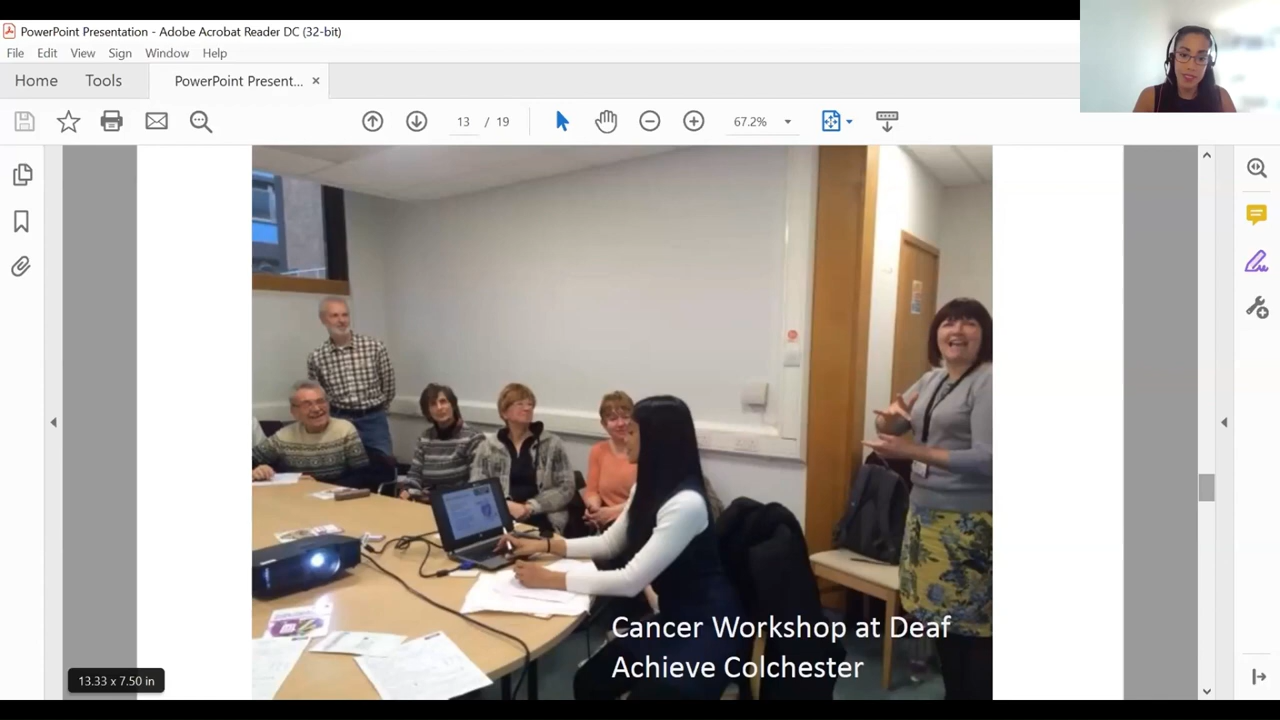 PowerPoint Presentation - Adobe Acrobat Reader DC (32-bit)
File Edit View Sign Window Help
Home Tools PowerPoint Present... ×
13 / 19 67.2%
Cancer Workshop at Deaf
Achieve Colchester
13.33 x 7.50 in